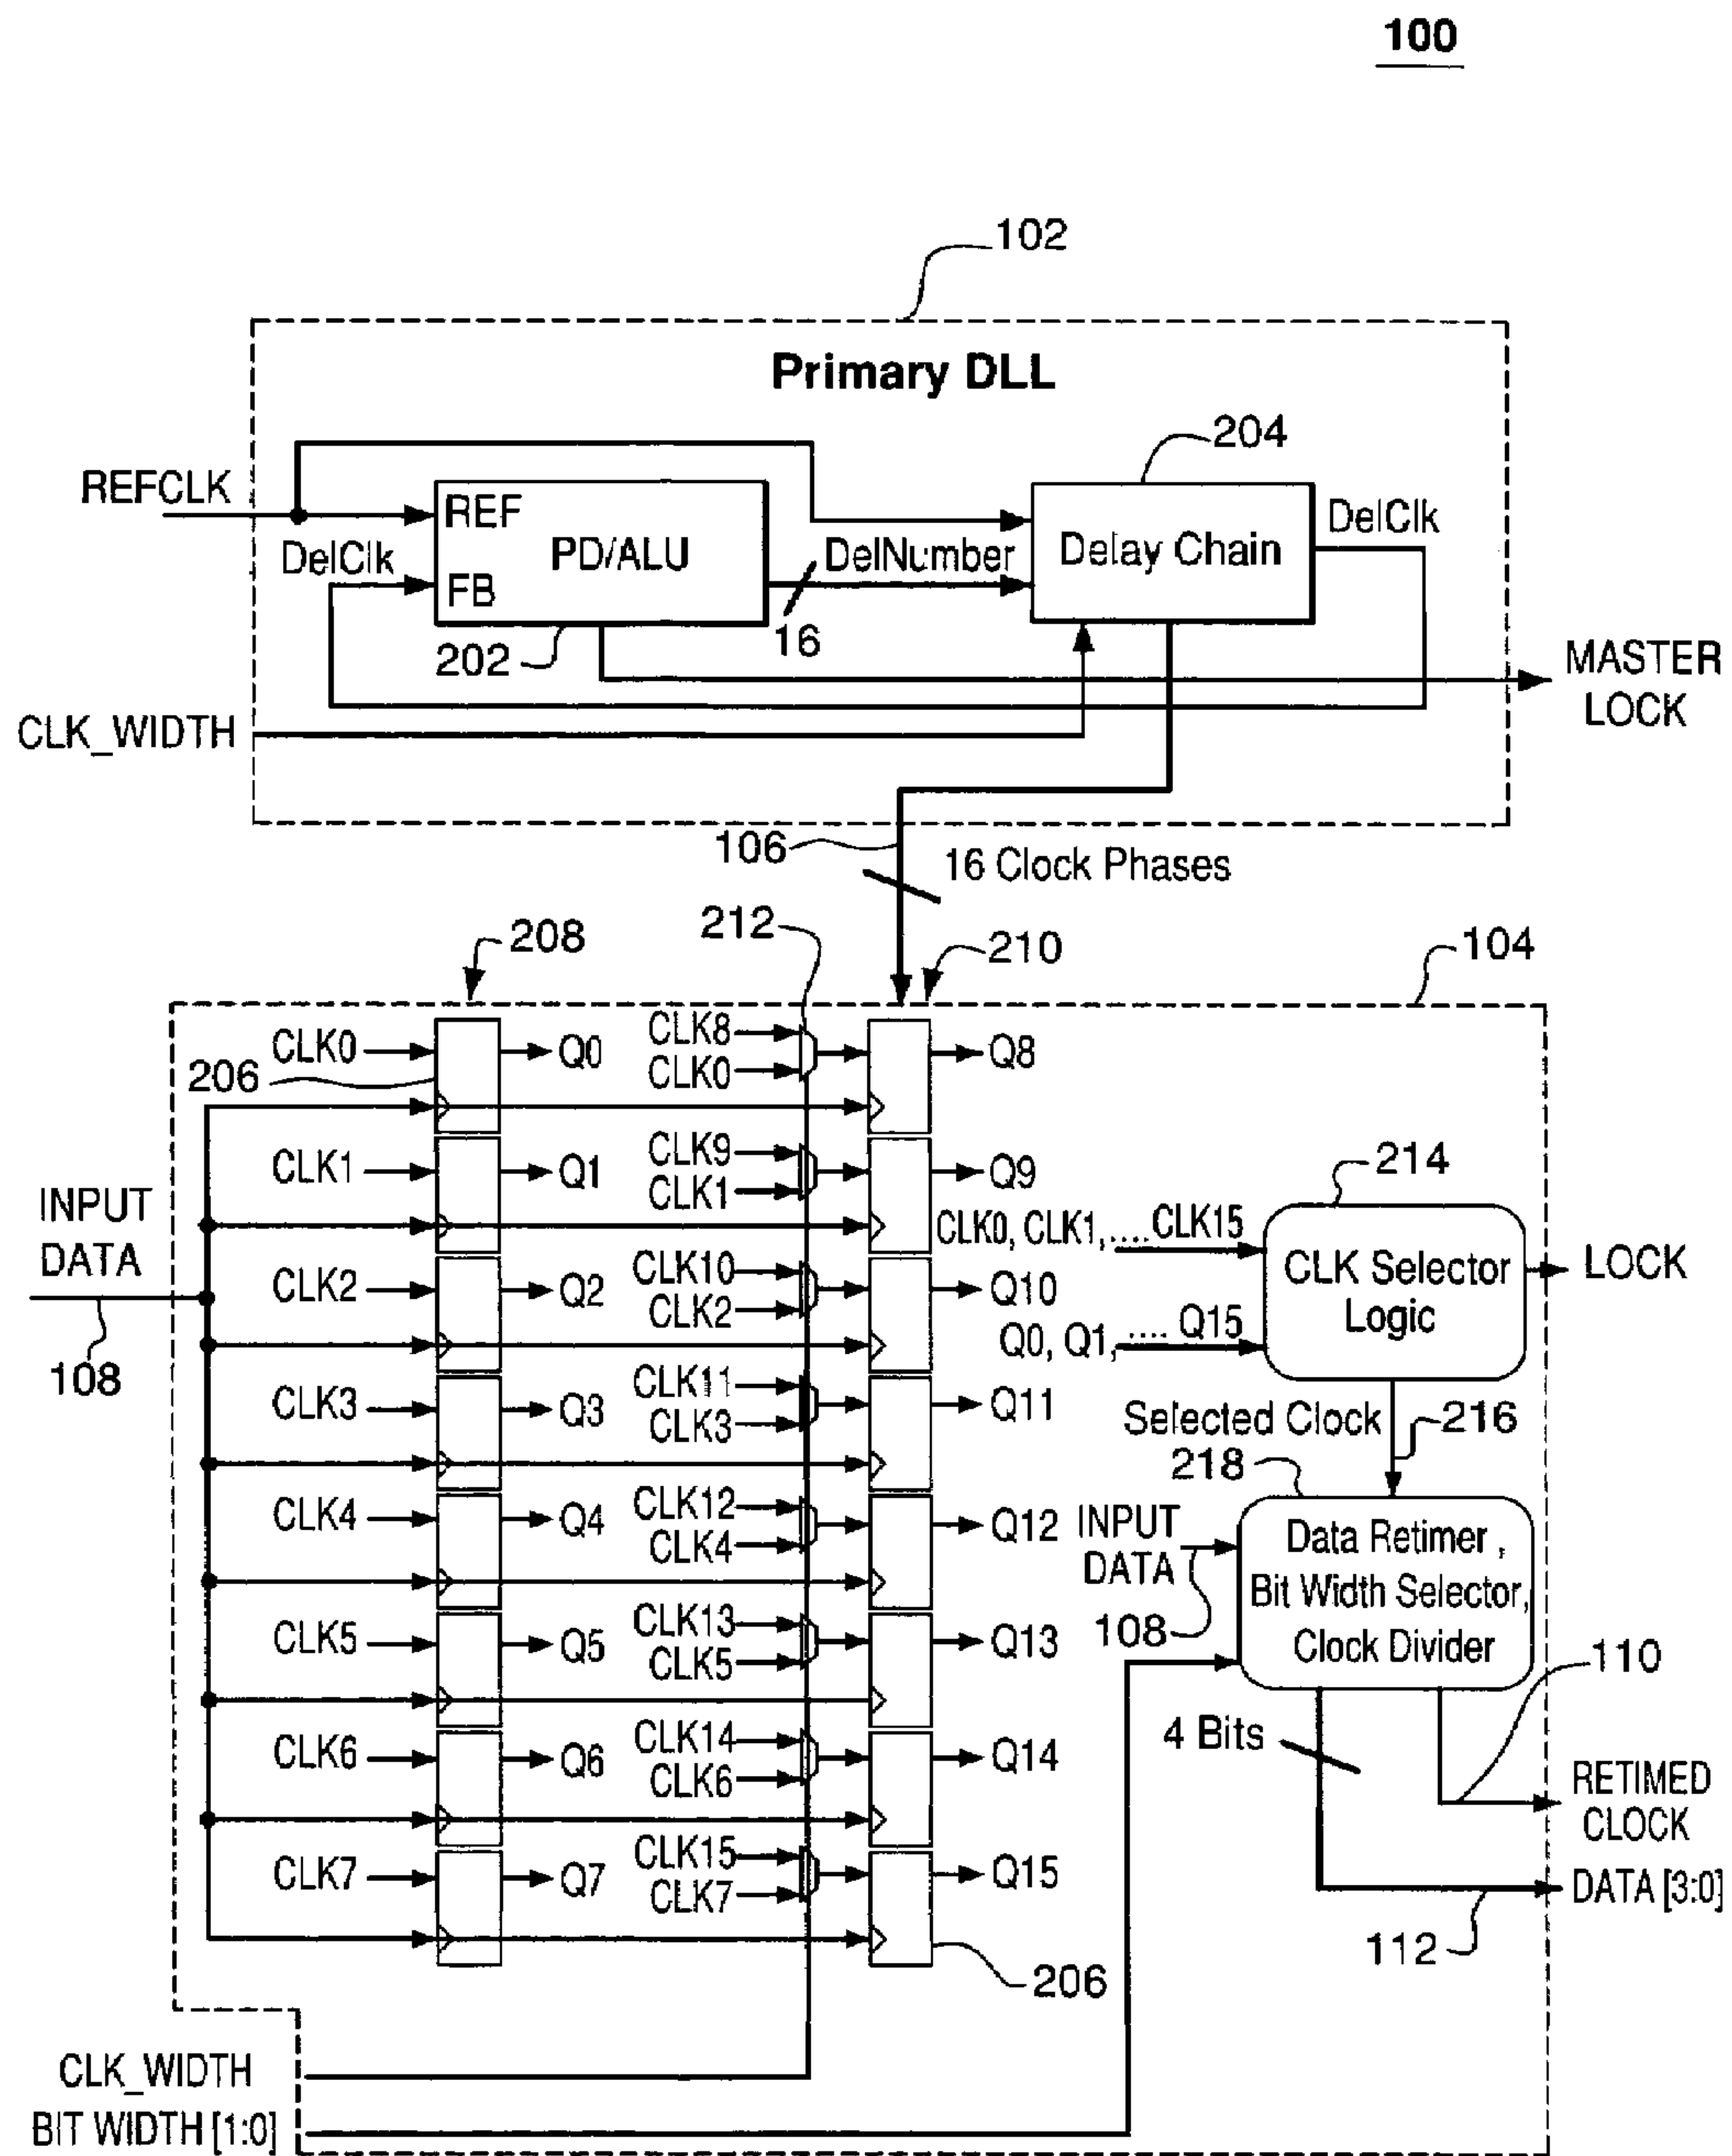 100
102
Primary DLL
204
REFCLK
REF
DelClk
FB
PD/ALU
DelNumber
16
Delay Chain
DelClk
202
MASTER
LOCK
CLK_WIDTH
106
16 Clock Phases
208
212
210
104
CLK0
Q0
CLK8
CLK0
Q8
206
CLK1
Q1
CLK9
CLK1
Q9
214
INPUT
DATA
108
CLK0, CLK1,....CLK15
CLK Selector
Logic
LOCK
CLK2
Q2
CLK10
CLK2
Q10
Q0, Q1,.... Q15
CLK3
Q3
CLK11
CLK3
Q11
Selected Clock
216
218
CLK4
Q4
CLK12
CLK4
Q12
INPUT
DATA
108
Data Retimer ,
Bit Width Selector,
Clock Divider
CLK5
Q5
CLK13
CLK5
Q13
110
CLK6
Q6
CLK14
CLK6
Q14
4 Bits
RETIMED
CLOCK
CLK7
Q7
CLK15
CLK7
Q15
DATA [3:0]
112
206
CLK_WIDTH
BIT WIDTH [1:0]